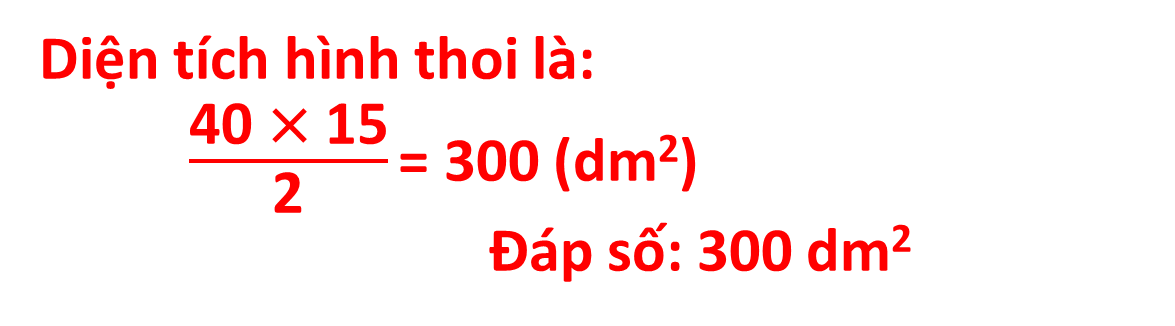 Diện tích hình thoi là:
40 × 15
2
= 300 (dm²)
Đáp số: 300 dm²